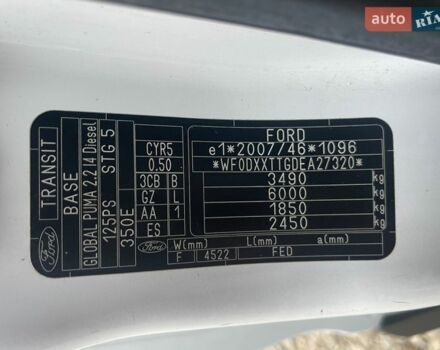 auto RIA
TRANSIT
BASE
GLOBAL PUMA 2.2 I4 Diesel
125PS STG 5
350E
Ford
CYR5
0.50
3CB B
GZ L
AA 1
ES
Ford
FORD
e1*2007/46*1096
*WF0DXXTTGDEA27320*
3490 kg
6000 kg
1850 kg
2450 kg
W(mm) L(mm) a(mm)
F 4522 FED